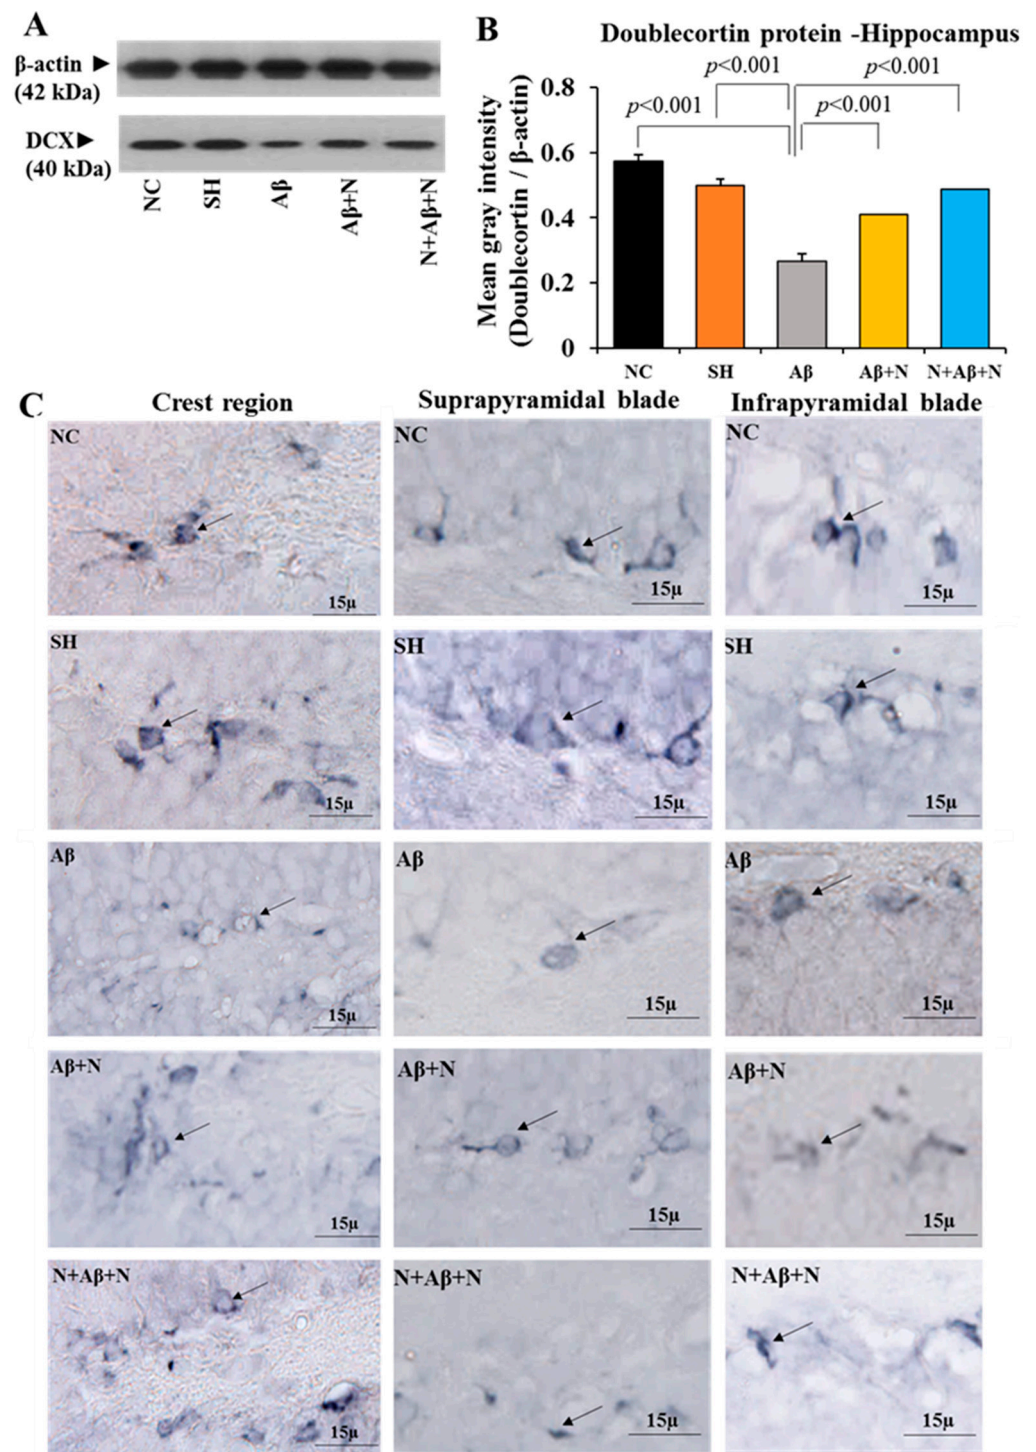 A
β-actin
(42 kDa)
DCX
(40 kDa)
NC
SH
Aβ
Aβ+N
N+Aβ+N
B
Doublecortin protein -Hippocampus
Mean gray intensity
(Doublecortin / β-actin)
p<0.001
p<0.001
p<0.001
p<0.001
0.8
0.6
0.4
0.2
0
NC
SH
Aβ
Aβ+N
N+Aβ+N
C
Crest region
Suprapyramidal blade
Infrapyramidal blade
NC
15µ
NC
15µ
NC
15µ
SH
15µ
SH
15µ
SH
15µ
Aβ
15µ
Aβ
15µ
Aβ
15µ
Aβ+N
15µ
Aβ+N
15µ
Aβ+N
15µ
N+Aβ+N
15µ
N+Aβ+N
15µ
N+Aβ+N
15µ